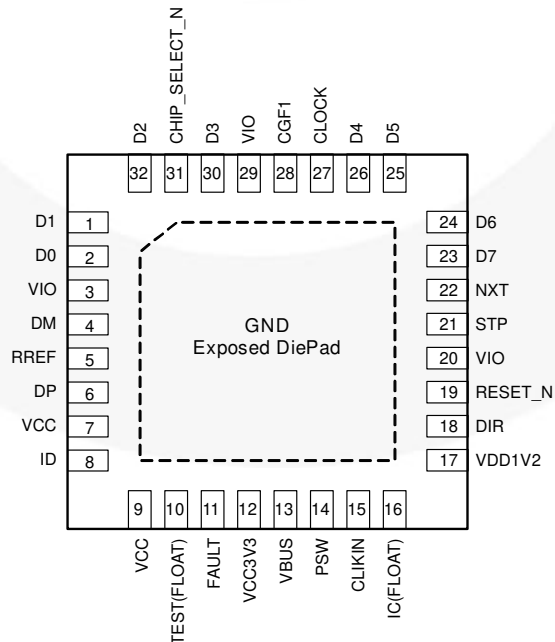 D2
CHIP_SELECT_N
D3
VIO
CGF1
CLOCK
D4
D5
32
31
30
29
28
27
26
25
D1
1
D0
2
VIO
3
DM
4
RREF
5
DP
6
VCC
7
ID
8
GND
Exposed DiePad
24
D6
23
D7
22
NXT
21
STP
20
VIO
19
RESET_N
18
DIR
17
VDD1V2
9
10
11
12
13
14
15
16
VCC
TEST(FLOAT)
FAULT
VCC3V3
VBUS
PSW
CLIKIN
IC(FLOAT)